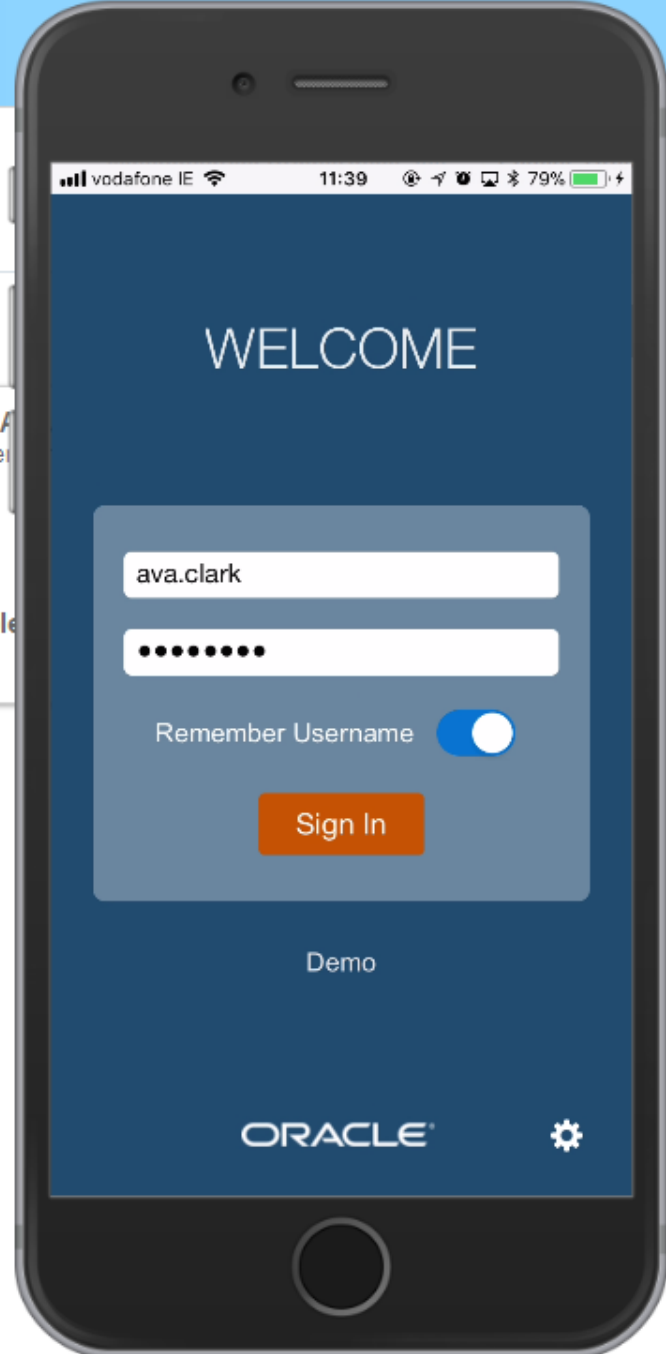 vodafone IE 11:39 79%
WELCOME
ava.clark
Remember Username
Sign In
Demo
ORACLE